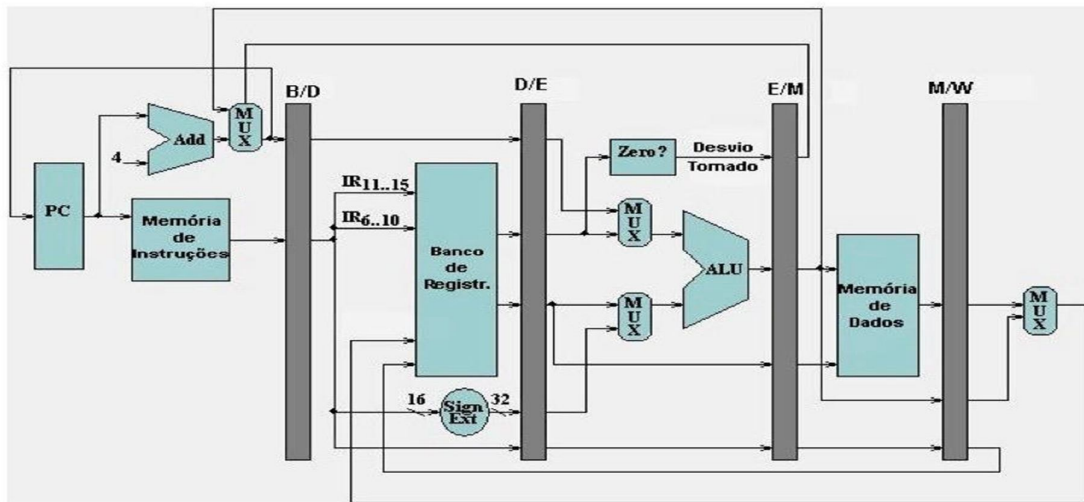 B/D
D/E
E/M
M/W
M
U
X
Add
4
PC
Memória
de
Instruções
IR11..15
IR6..10
Banco
de
Registr.
16
Sign
Ext
32
Zero?
Desvio
Tomado
M
U
X
M
U
X
ALU
Memória
de
Dados
M
U
X